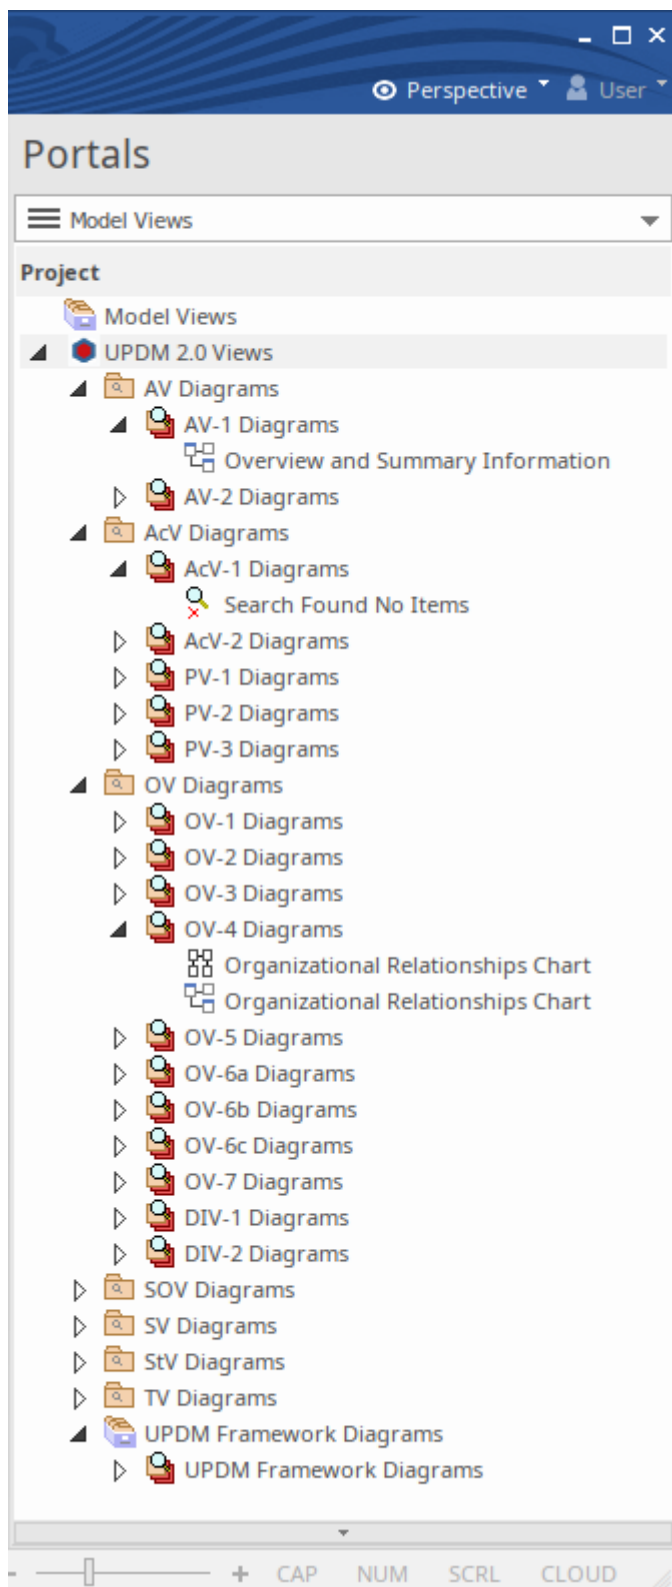 Perspective User
Portals
Model Views
Project
Model Views
UPDM 2.0 Views
AV Diagrams
AV-1 Diagrams
Overview and Summary Information
AV-2 Diagrams
AcV Diagrams
AcV-1 Diagrams
Search Found No Items
AcV-2 Diagrams
PV-1 Diagrams
PV-2 Diagrams
PV-3 Diagrams
OV Diagrams
OV-1 Diagrams
OV-2 Diagrams
OV-3 Diagrams
OV-4 Diagrams
Organizational Relationships Chart
Organizational Relationships Chart
OV-5 Diagrams
OV-6a Diagrams
OV-6b Diagrams
OV-6c Diagrams
OV-7 Diagrams
DIV-1 Diagrams
DIV-2 Diagrams
SOV Diagrams
SV Diagrams
StV Diagrams
TV Diagrams
UPDM Framework Diagrams
UPDM Framework Diagrams
CAP NUM SCRL CLOUD